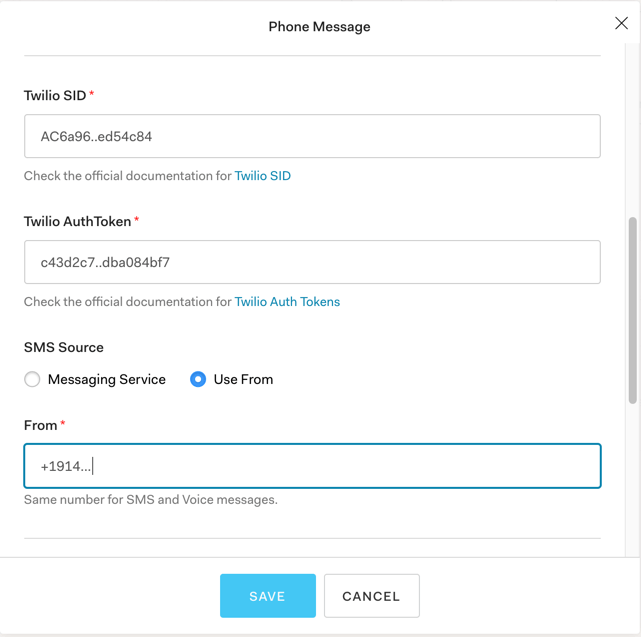 Phone Message
Twilio SID *
AC6a96..ed54c84
Check the official documentation for Twilio SID
Twilio AuthToken *
c43d2c7..dba084bf7
Check the official documentation for Twilio Auth Tokens
SMS Source
Messaging Service Use From
From *
+1914...
Same number for SMS and Voice messages.
SAVE CANCEL